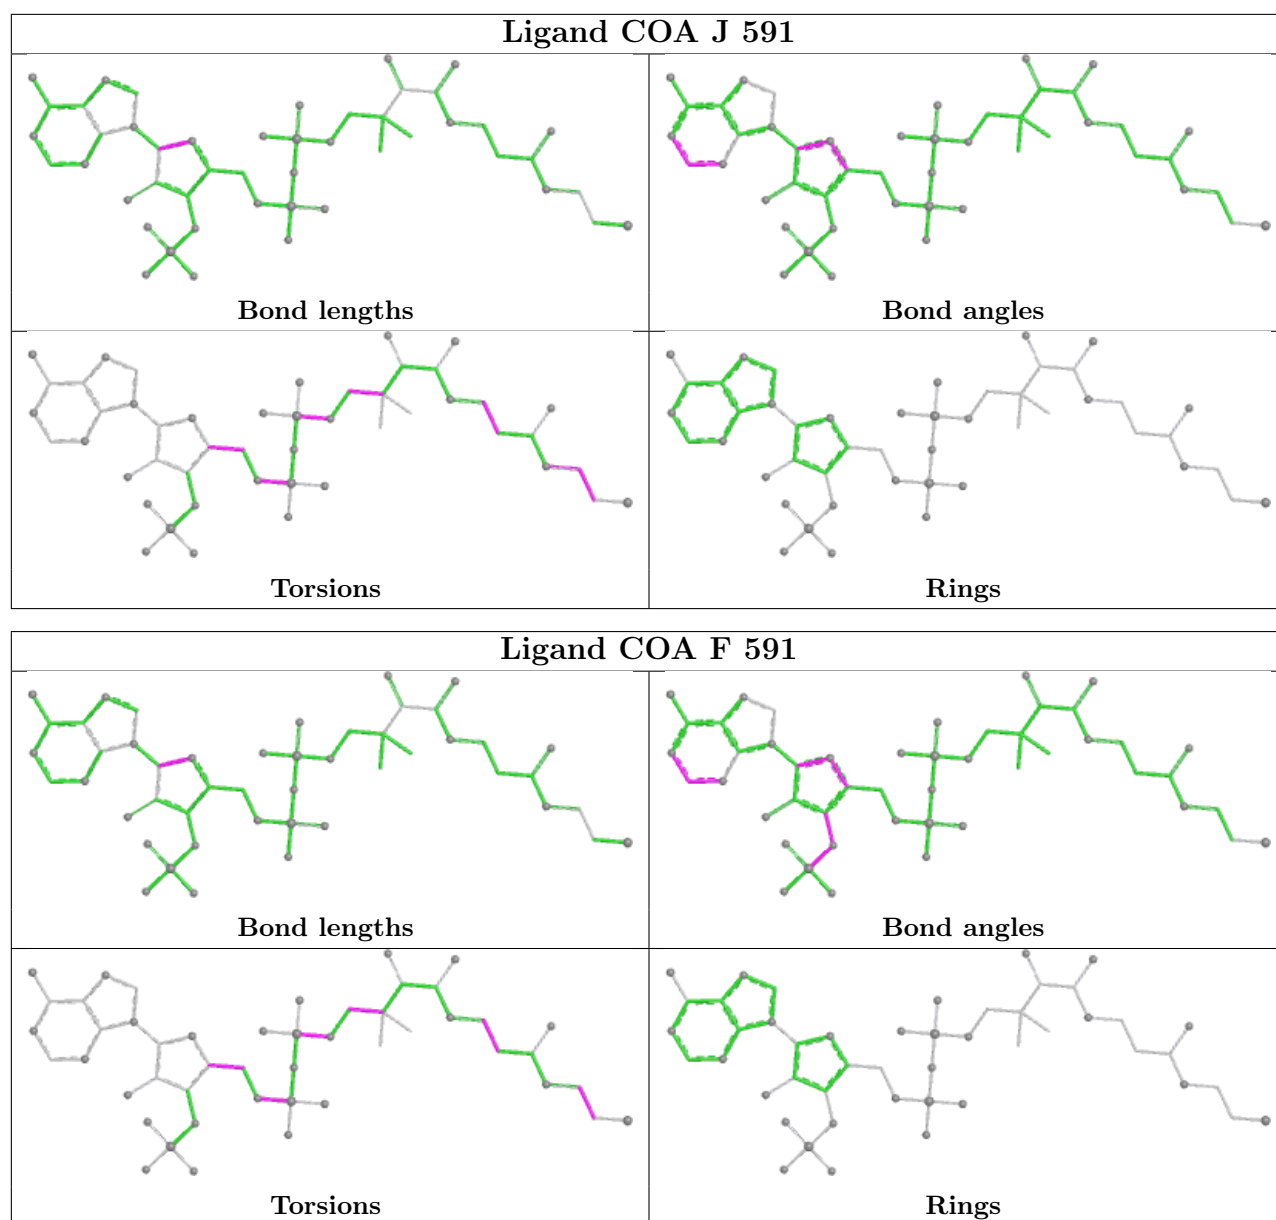 Ligand COA J 591
Bond lengths
Bond angles
Torsions
Rings
Ligand COA F 591
Bond lengths
Bond angles
Torsions
Rings